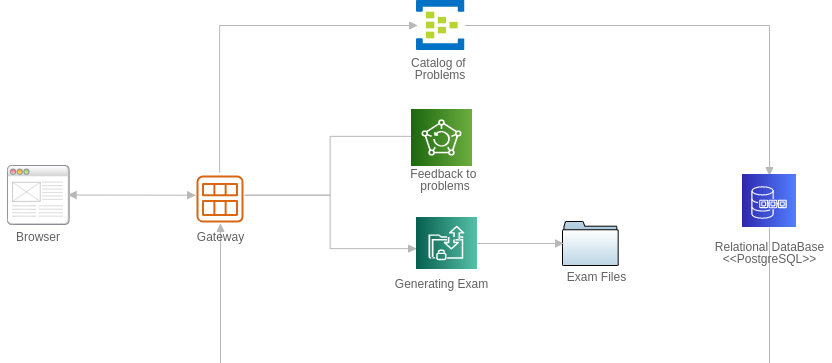 Catalog of
Problems
Feedback to
problems
Browser
Gateway
Generating Exam
Exam Files
Relational DataBase
<<PostgreSQL>>